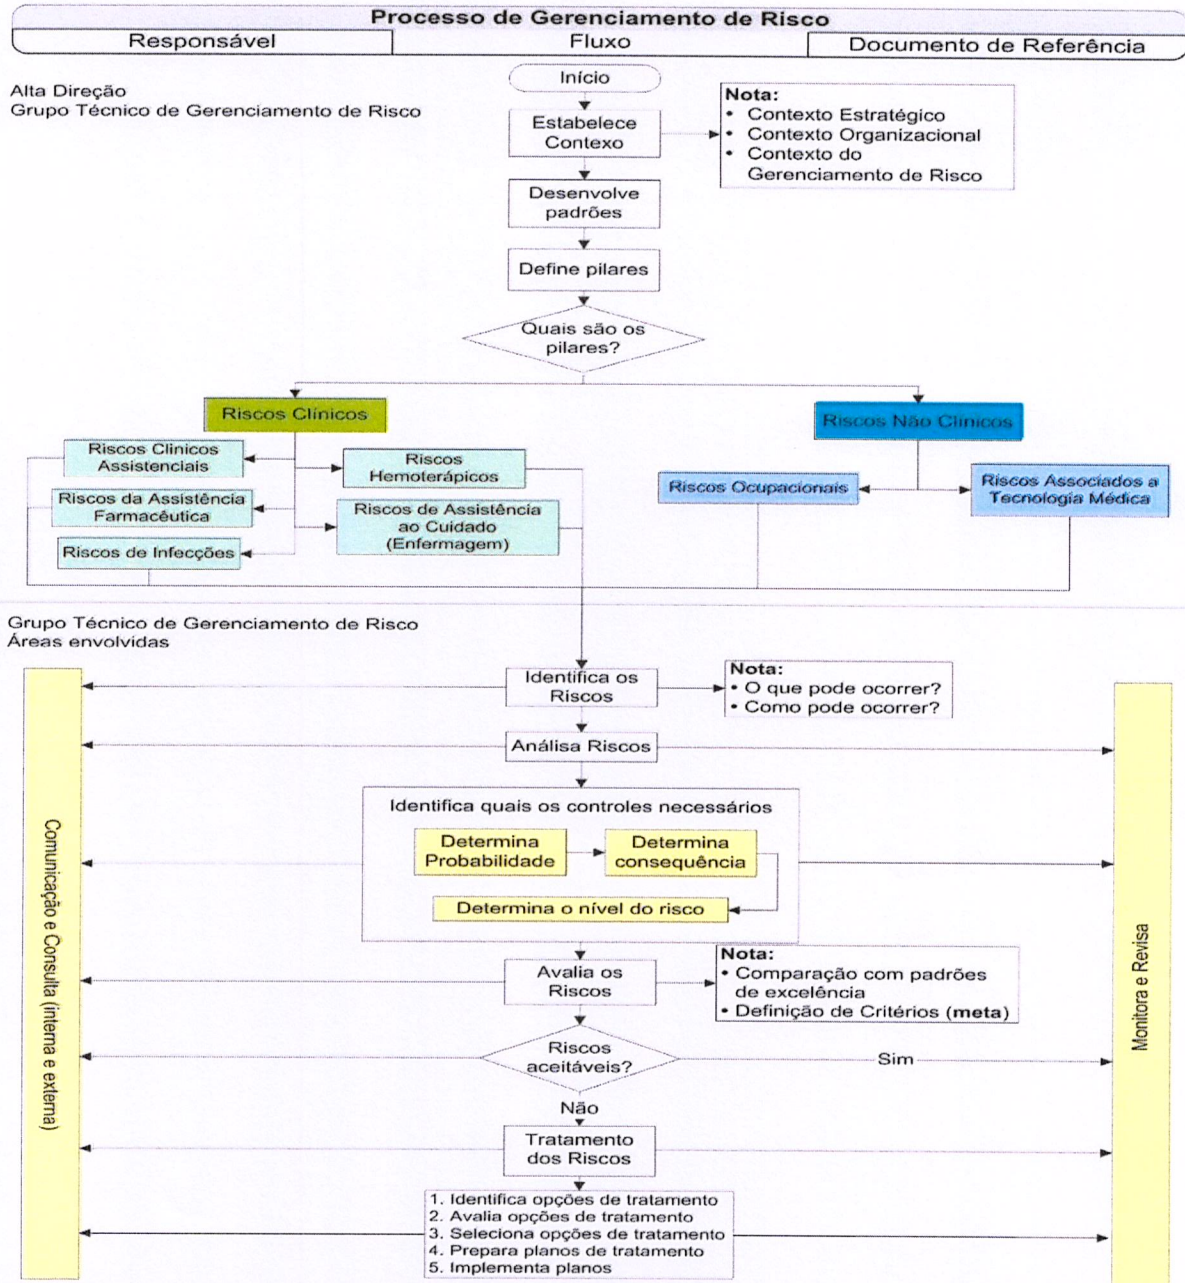 Processo de Gerenciamento de Risco
Responsável
Fluxo
Documento de Referência
Alta Direção
Grupo Técnico de Gerenciamento de Risco
Início
Estabelece
Contexo
Nota:
• Contexto Estratégico
• Contexto Organizacional
• Contexto do
Gerenciamento de Risco
Desenvolve
padrões
Define pilares
Quais são os
pilares?
Riscos Clínicos
Riscos Não Clínicos
Riscos Clinicos
Assistenciais
Riscos
Hemoterápicos
Riscos da Assistência
Farmacêutica
Riscos de Assistência
ao Cuidado
(Enfermagem)
Riscos de Infecções
Riscos Ocupacionais
Riscos Associados a
Tecnologia Médica
Grupo Técnico de Gerenciamento de Risco
Áreas envolvidas
Identifica os
Riscos
Nota:
• O que pode ocorrer?
• Como pode ocorrer?
Análisa Riscos
Identifica quais os controles necessários
Determina
Probabilidade
Determina
consequência
Determina o nível do risco
Avalia os
Riscos
Nota:
• Comparação com padrões
de excelência
• Definição de Critérios (meta)
Riscos
aceitáveis?
Sim
Não
Tratamento
dos Riscos
1. Identifica opções de tratamento
2. Avalia opções de tratamento
3. Seleciona opções de tratamento
4. Prepara planos de tratamento
5. Implementa planos
Comunicação e Consulta (interna e externa)
Monitora e Revisa